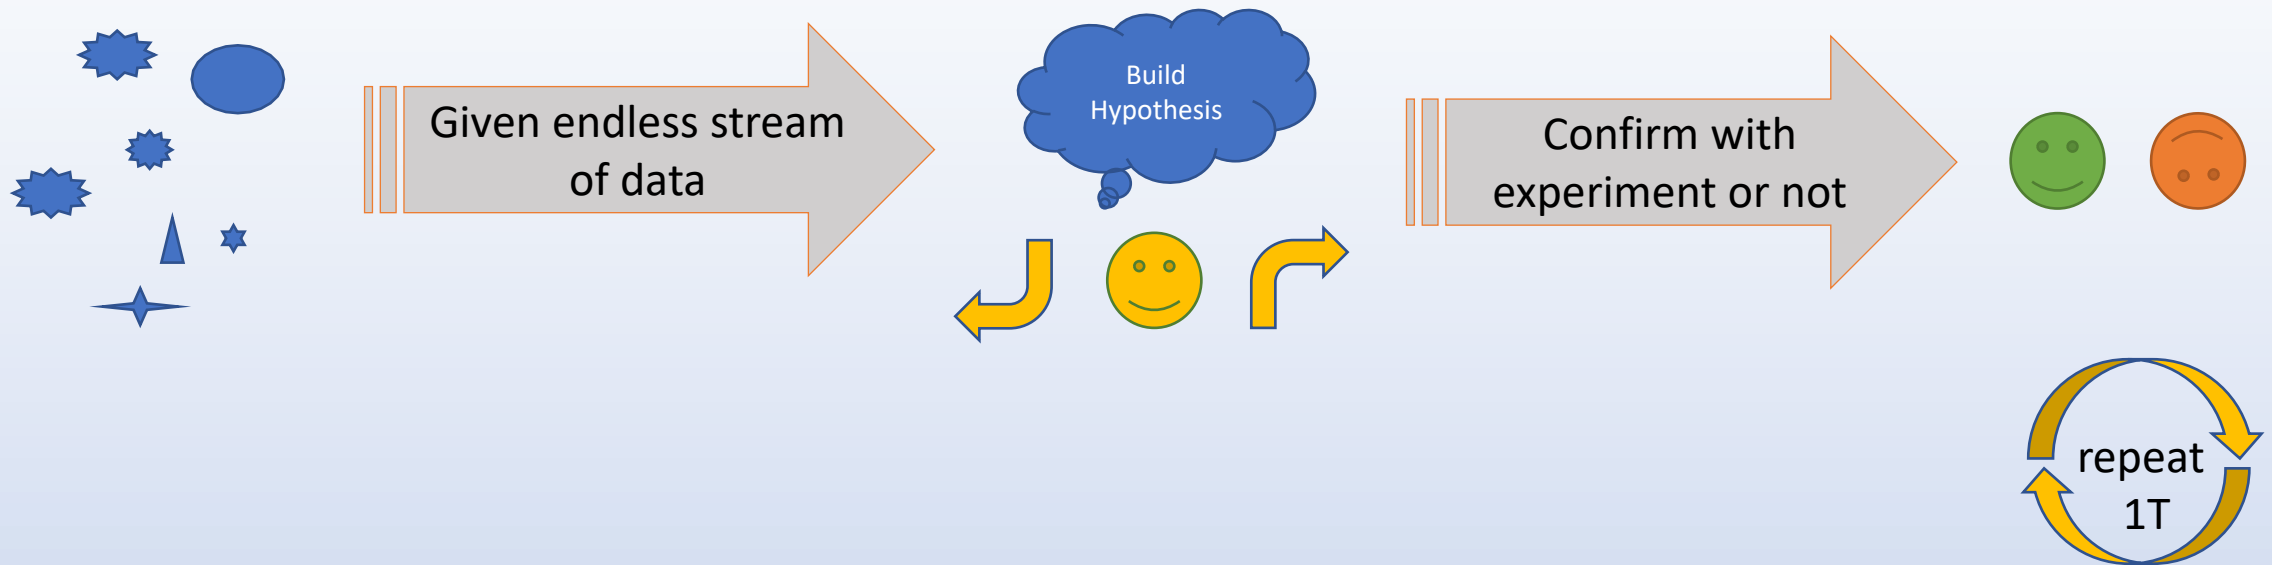 Given endless stream
of data
Build
Hypothesis
Confirm with
experiment or not
repeat
1T